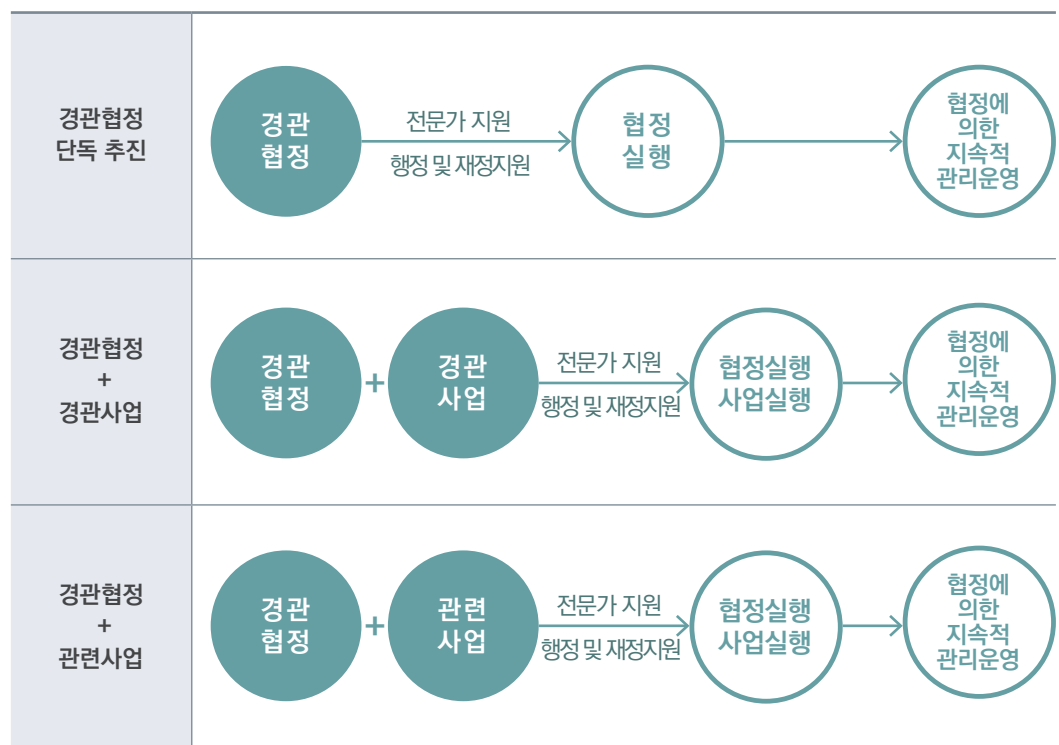 경관협정
단독 추진
경관
협정
전문가 지원
행정 및 재정지원
협정
실행
협정에
의한
지속적
관리운영
경관협정
+
경관사업
경관
협정
+
경관
사업
전문가 지원
행정 및 재정지원
협정실행
사업실행
협정에
의한
지속적
관리운영
경관협정
+
관련사업
경관
협정
+
관련
사업
전문가 지원
행정 및 재정지원
협정실행
사업실행
협정에
의한
지속적
관리운영